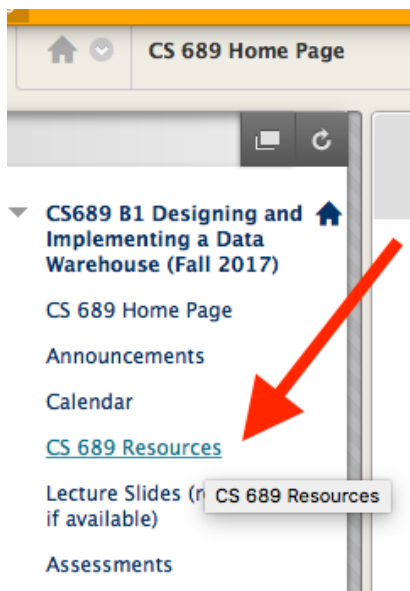 CS 689 Home Page
CS689 B1 Designing and
Implementing a Data
Warehouse (Fall 2017)
CS 689 Home Page
Announcements
Calendar
CS 689 Resources
CS 689 Resources
Lecture Slides (r
if available)
Assessments